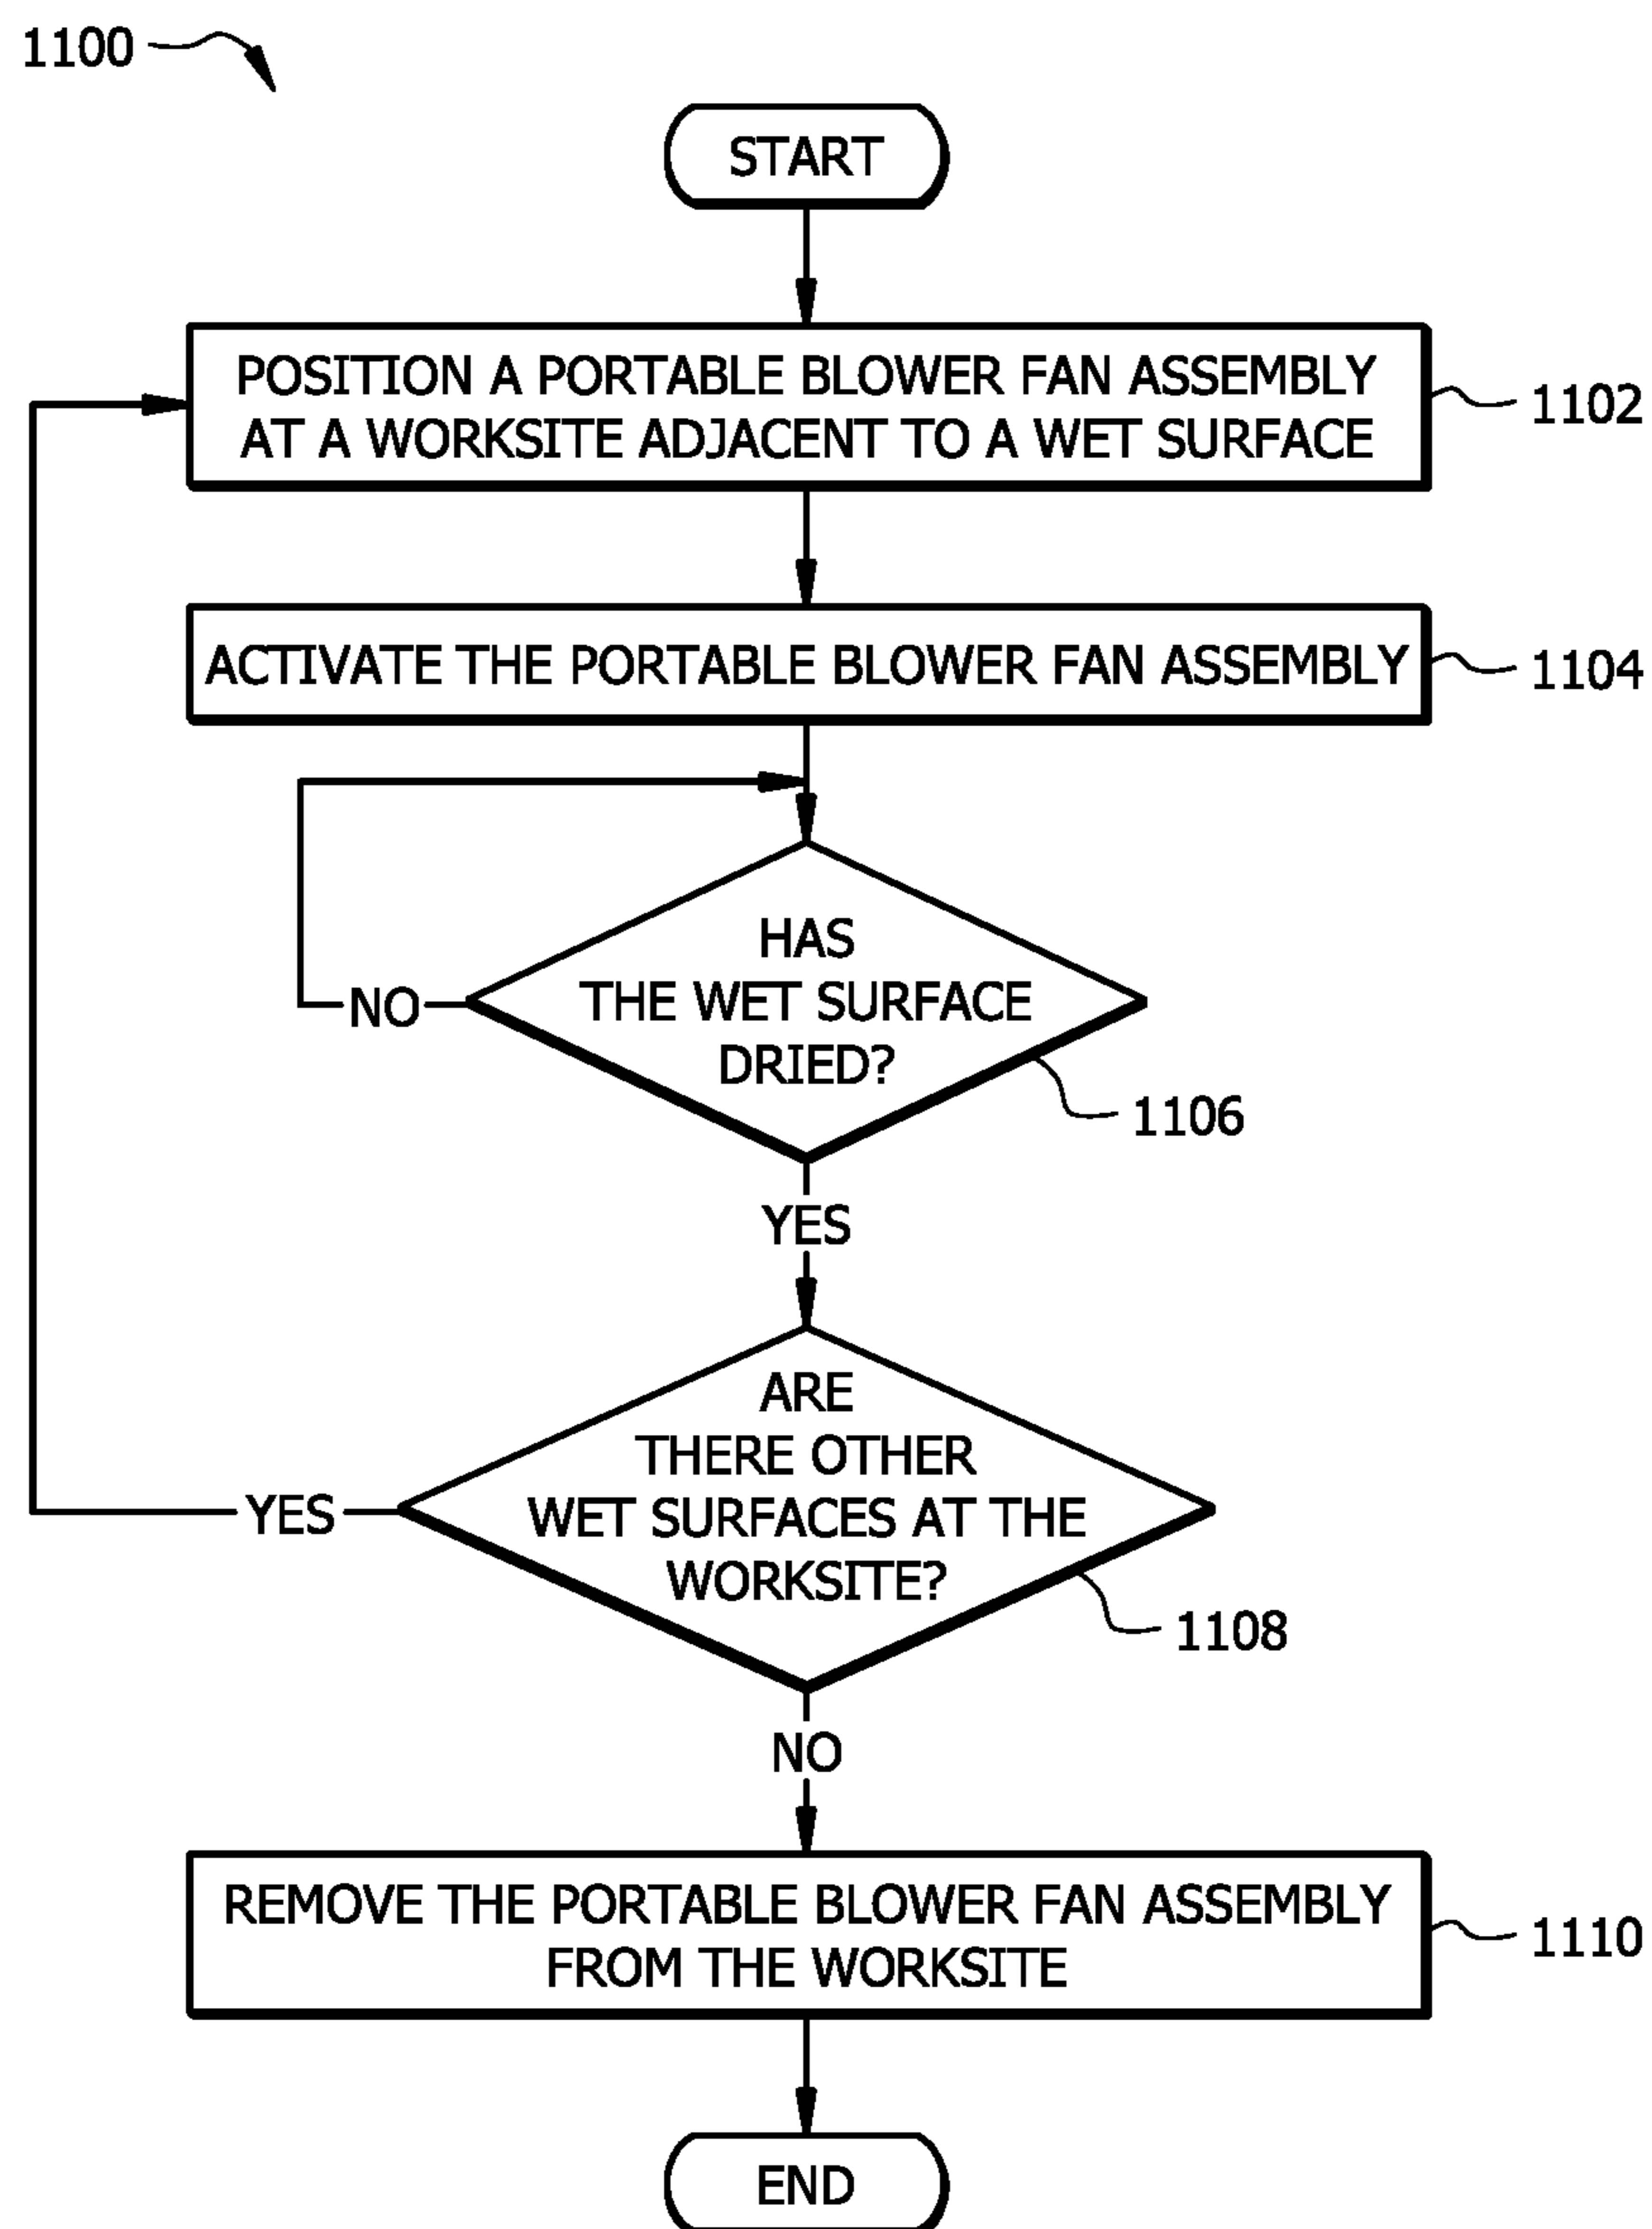 1100
START
POSITION A PORTABLE BLOWER FAN ASSEMBLY
AT A WORKSITE ADJACENT TO A WET SURFACE
1102
ACTIVATE THE PORTABLE BLOWER FAN ASSEMBLY
1104
HAS
THE WET SURFACE
DRIED?
NO
1106
YES
ARE
THERE OTHER
WET SURFACES AT THE
WORKSITE?
YES
1108
NO
REMOVE THE PORTABLE BLOWER FAN ASSEMBLY
FROM THE WORKSITE
1110
END